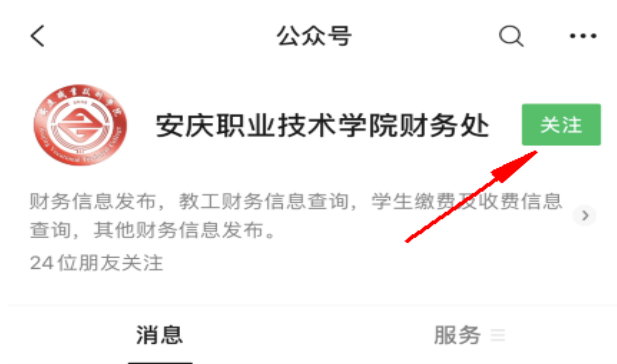 公众号
安庆职业技术学院财务处
关注
财务信息发布，教工财务信息查询，学生缴费及收费信息
查询，其他财务信息发布。
24位朋友关注
消息
服务